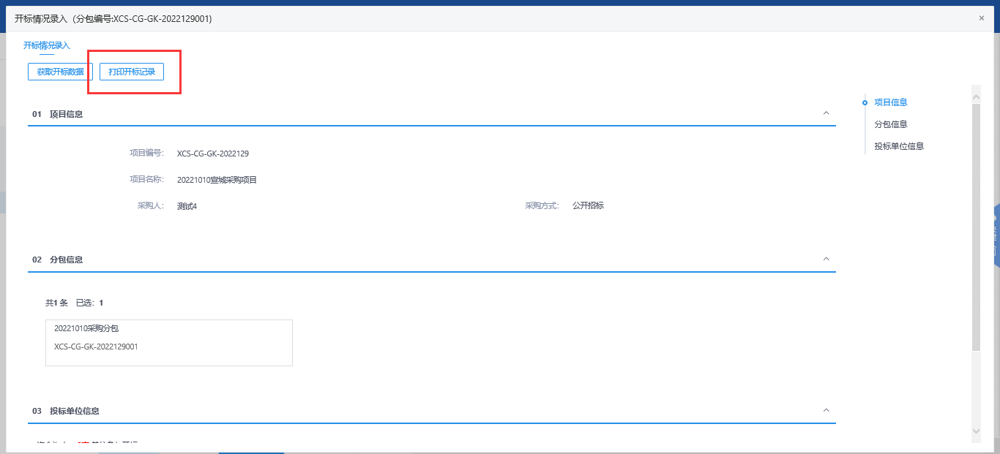 开标情况录入（分包编号:XCS-CG-GK-2022129001）
×
开标情况录入
获取开标数据 打印开标记录
01 项目信息
项目编号: XCS-CG-GK-2022129
项目名称: 20221010宣城采购项目
采购人: 测试4 采购方式: 公开招标
02 分包信息
共1 条 已选: 1
20221010采购分包
XCS-CG-GK-2022129001
03 投标单位信息
项目信息
分包信息
投标单位信息